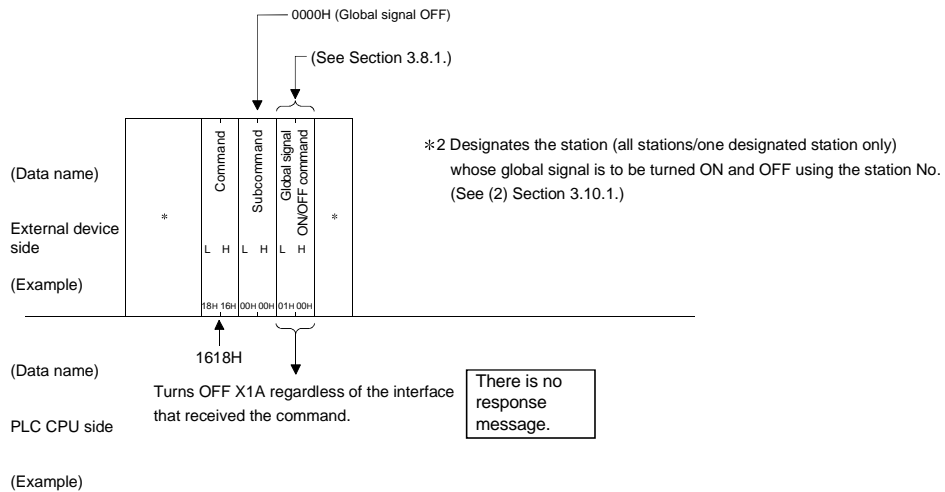 0000H (Global signal OFF)
(See Section 3.8.1.)
(Data name)
External device
side
(Example)
*
Command
Subcommand
Global signal
ON/OFF command
*
L H L H L H
18H 16H 00H 00H 01H 00H
*2 Designates the station (all stations/one designated station only)
whose global signal is to be turned ON and OFF using the station No.
(See (2) Section 3.10.1.)
1618H
(Data name)
PLC CPU side
(Example)
Turns OFF X1A regardless of the interface
that received the command.
There is no
response
message.